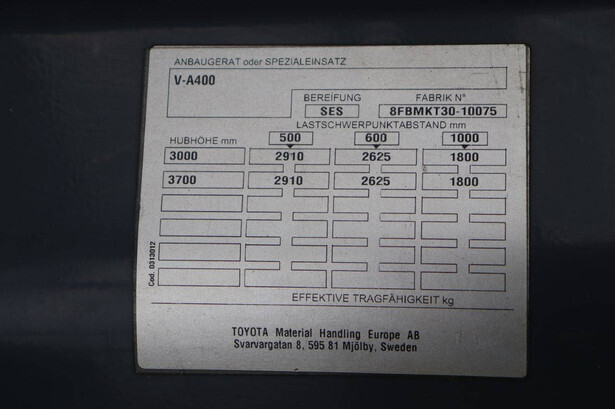 ANBAUGERÄT oder SPEZIALEINSATZ
V-A400
BEREIFUNG FABRIK N°
SES 8FBMKT30-10075
LASTSCHWERPUNKTABSTAND mm
HUBHÖHE mm 500 600 1000
3000 2910 2625 1800
3700 2910 2625 1800
Cod. 0313012
EFFEKTIVE TRAGFÄHIGKEIT kg
TOYOTA Material Handling Europe AB
Svarvargatan 8, 595 81 Mjölby, Sweden